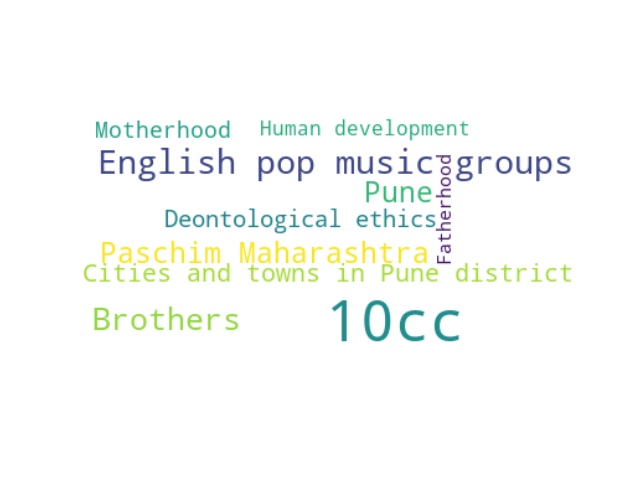 Motherhood
Human development
English pop music groups
Fatherhood
Pune
Deontological ethics
Paschim Maharashtra
Cities and towns in Pune district
Brothers
10cc